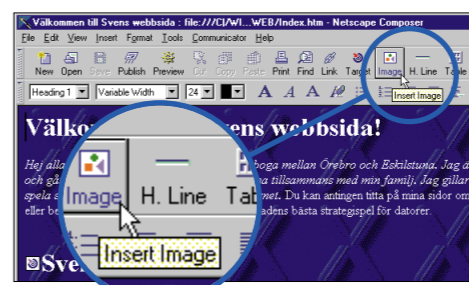 Välkommen till Svens webbsida : file:///C|/WI...WEB/Index.htm - Netscape Composer
File Edit View Insert Format Tools Communicator Help
New Open Save Publish Preview Cut Copy Paste Print Find Link Target Image H. Line Table
Heading 1 Variable Width 24 A A A
Insert Image
Välko ens webbsida!
Hej alla boga mellan Örebro och Eskilstuna. Jag
och gå a tillsammans med min familj. Jag gillar
spela net. Du kan antingen titta på mina sidor om
eller be adens bästa strategispel för datorer.
Image H. Line Tab
Insert Image
Sve